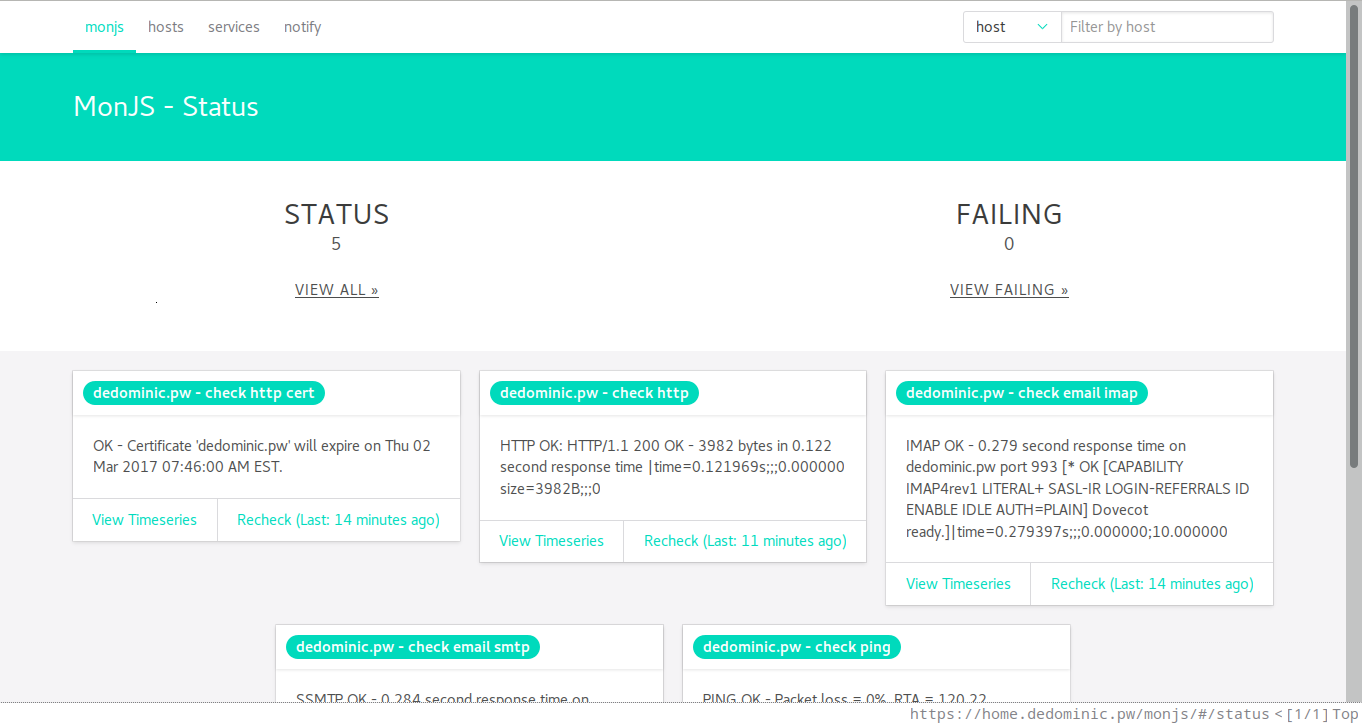 monjs hosts services notify host Filter by host
MonJS - Status
STATUS FAILING
5 0
VIEW ALL » VIEW FAILING »
dedominic.pw - check http cert
OK - Certificate 'dedominic.pw' will expire on Thu 02
Mar 2017 07:46:00 AM EST.
View Timeseries Recheck (Last: 14 minutes ago)
dedominic.pw - check http
HTTP OK: HTTP/1.1 200 OK - 3982 bytes in 0.122
second response time |time=0.121969s;;;0.000000
size=3982B;;;0
View Timeseries Recheck (Last: 11 minutes ago)
dedominic.pw - check email imap
IMAP OK - 0.279 second response time on
dedominic.pw port 993 [* OK [CAPABILITY
IMAP4rev1 LITERAL+ SASL-IR LOGIN-REFERRALS ID
ENABLE IDLE AUTH=PLAIN] Dovecot
ready.]|time=0.279397s;;;0.000000;10.000000
View Timeseries Recheck (Last: 14 minutes ago)
dedominic.pw - check email smtp
SSMTP OK - 0.284 second response time on
dedominic.pw - check ping
PING OK - Packet loss = 0%, RTA = 120.22
https://home.dedominic.pw/monjs/#/status < [1/1] Top